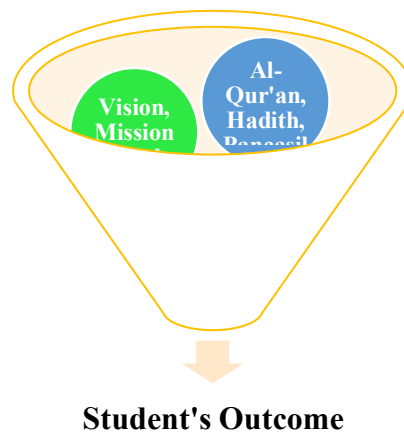 Vision,
Mission
Al-
Qur'an,
Hadith,
Student's Outcome